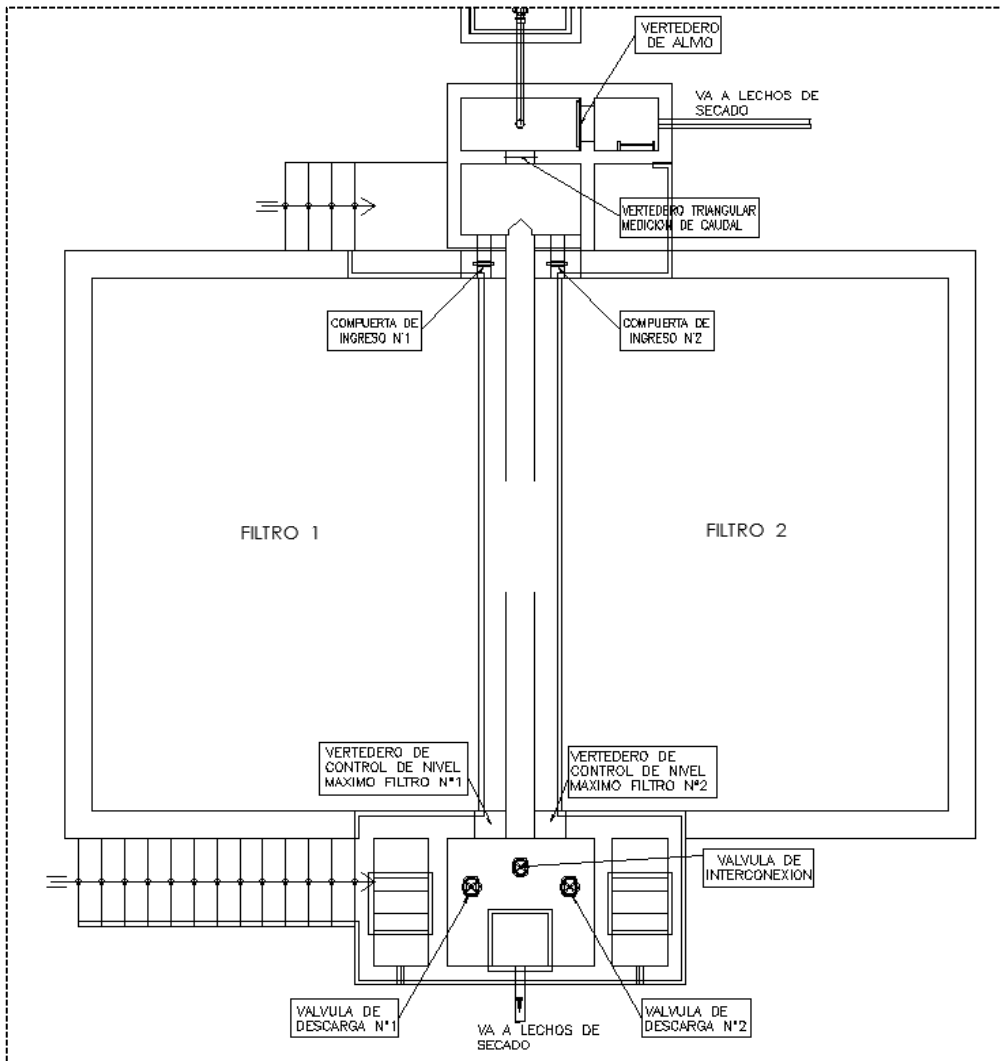 VERTEDERO
DE ALMO
VA A LECHOS DE
SECADO
VERTEDERO TRIANGULAR
MEDICION DE CAUDAL
COMPUERTA DE
INGRESO N°1
COMPUERTA DE
INGRESO N°2
FILTRO 1
FILTRO 2
VERTEDERO DE
CONTROL DE NIVEL
MAXIMO FILTRO N°1
VERTEDERO DE
CONTROL DE NIVEL
MAXIMO FILTRO N°2
VALVULA DE
INTERCONEXION
VALVULA DE
DESCARGA N°1
VA A LECHOS DE
SECADO
VALVULA DE
DESCARGA N°2